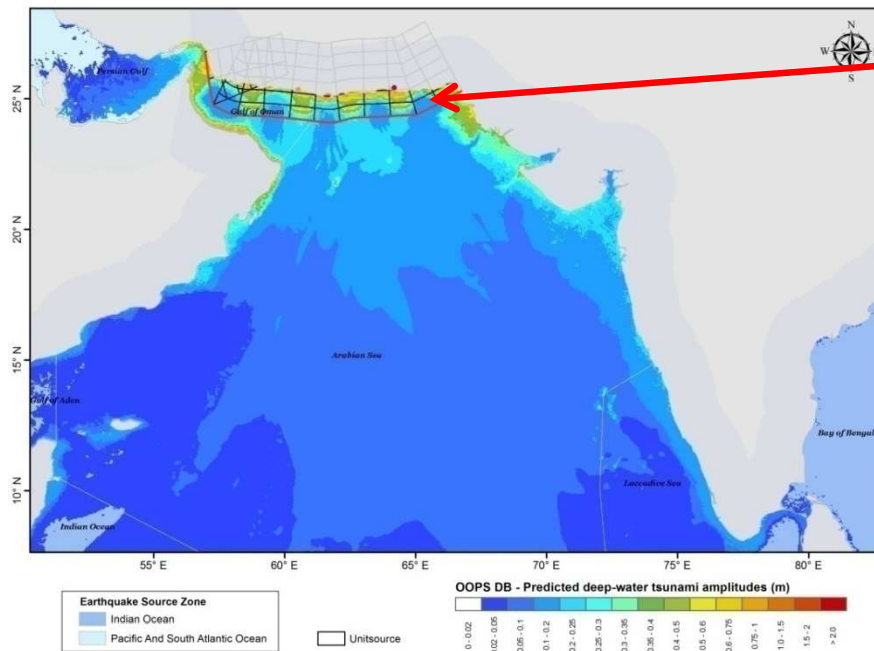 N
W
S
Persian Gulf
25° N
Gulf of Oman
20° N
15° N
Arabian Sea
Gulf of Aden
Bay of Bengal
10° N
Laccadive Sea
Indian Ocean
55° E
60° E
65° E
70° E
75° E
80° E
Earthquake Source Zone
Indian Ocean
Pacific And South Atlantic Ocean
Unitsource
OOPS DB - Predicted deep-water tsunami amplitudes (m)
0 - 0.02
0.02 - 0.05
0.05 - 0.1
0.1 - 0.2
0.2 - 0.25
0.25 - 0.3
0.3 - 0.35
0.35 - 0.4
0.4 - 0.5
0.5 - 0.6
0.6 - 0.75
0.75 - 1
1.0 - 1.5
1.5 - 2
> 2.0